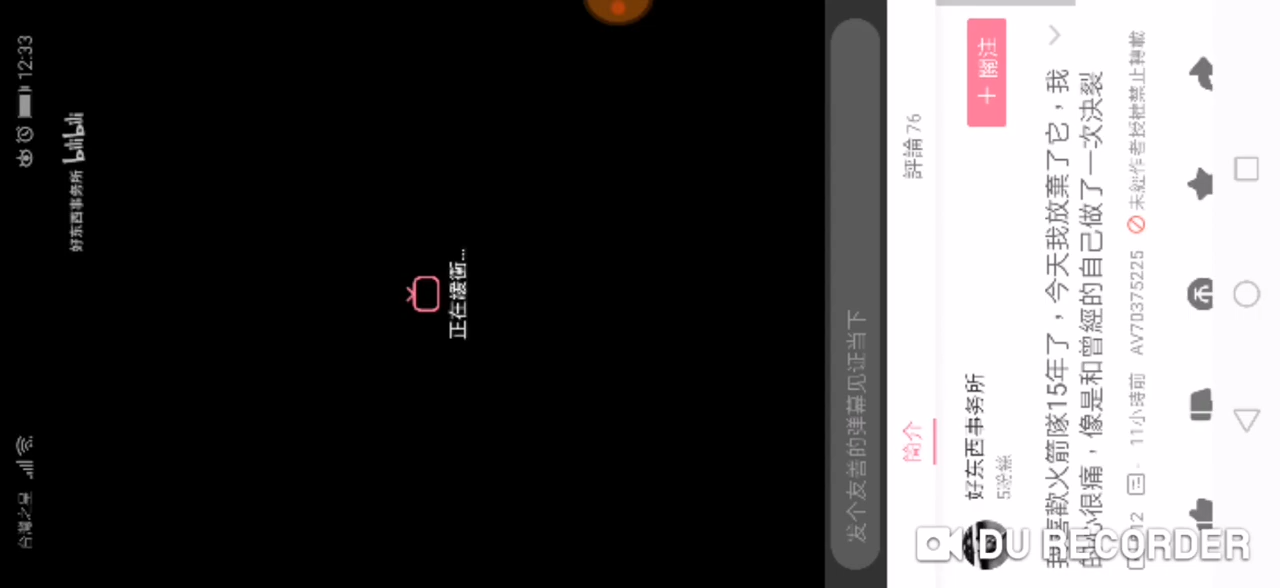 台灣之星 12:33
好东西事务所 bilibili
正在緩衝...
发个友善的弹幕见证当下
簡介 評論 76
好东西事务所
5粉絲
+ 關注
我喜歡火箭隊15年了，今天我放棄了它，我
的心很痛，像是和曾經的自己做了一次決裂
12 - 11小時前 AV70375225 未經作者授權禁止轉載
DU RECORDER